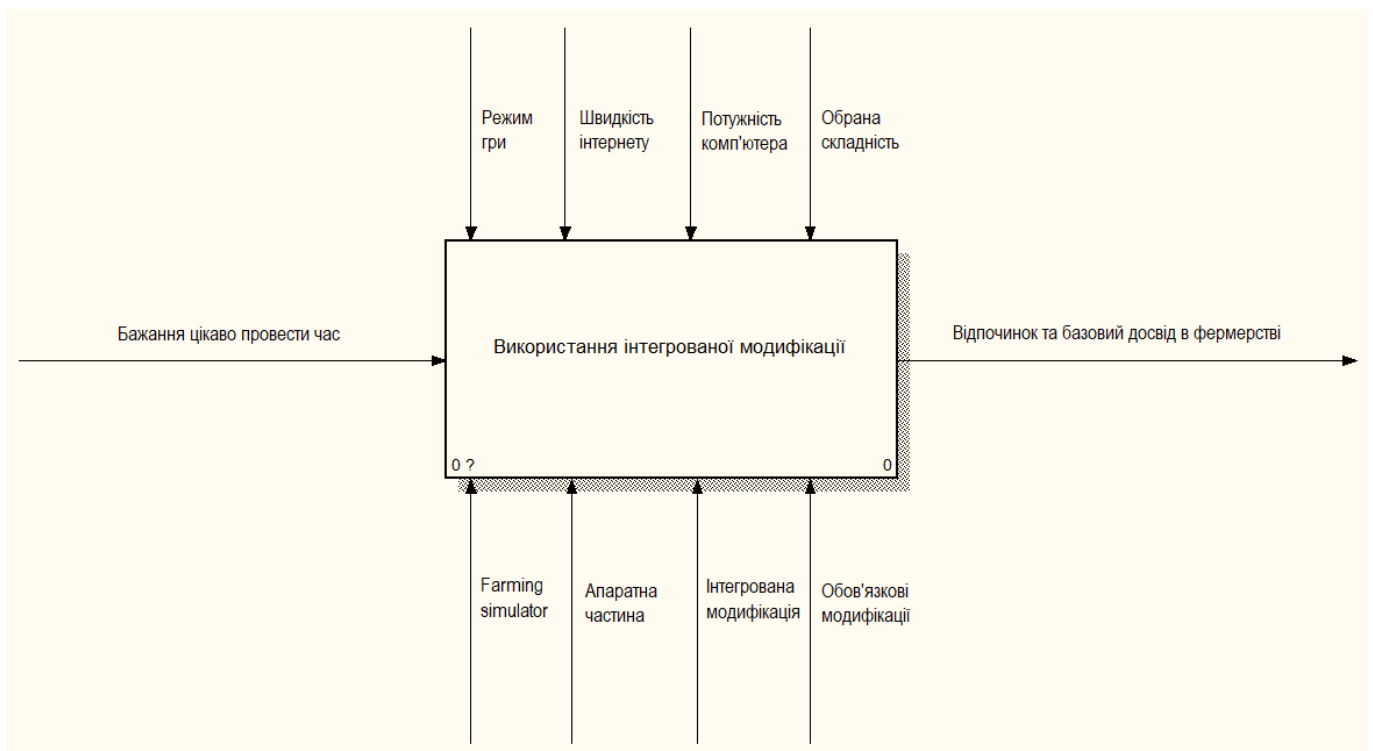 Режим
гри
Швидкість
інтернету
Потужність
комп'ютера
Обрана
складність
Бажання цікаво провести час
Використання інтегрованої модифікації
Відпочинок та базовий досвід в фермерстві
0 ?
0
Farming
simulator
Апаратна
частина
Інтегрована
модифікація
Обов'язкові
модифікації